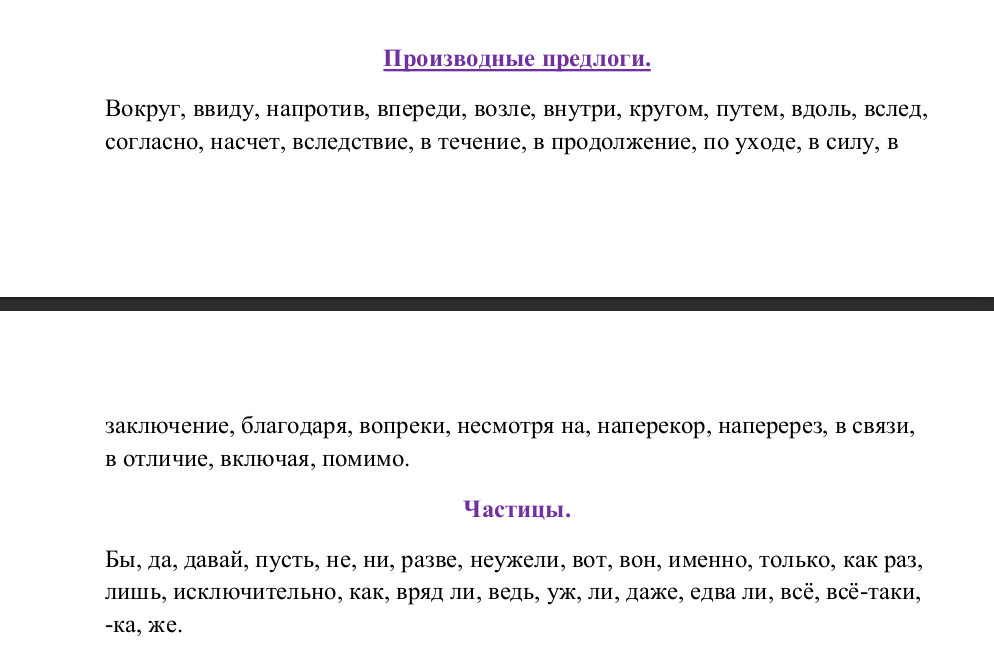 Производные предлоги.
Вокруг, ввиду, напротив, впереди, возле, внутри, кругом, путем, вдоль, вслед,
согласно, насчет, вследствие, в течение, в продолжение, по уходе, в силу, в
заключение, благодаря, вопреки, несмотря на, наперекор, наперерез, в связи,
в отличие, включая, помимо.
Частицы.
Бы, да, давай, пусть, не, ни, разве, неужели, вот, вон, именно, только, как раз,
лишь, исключительно, как, вряд ли, ведь, уж, ли, даже, едва ли, всё, всё-таки,
-ка, же.